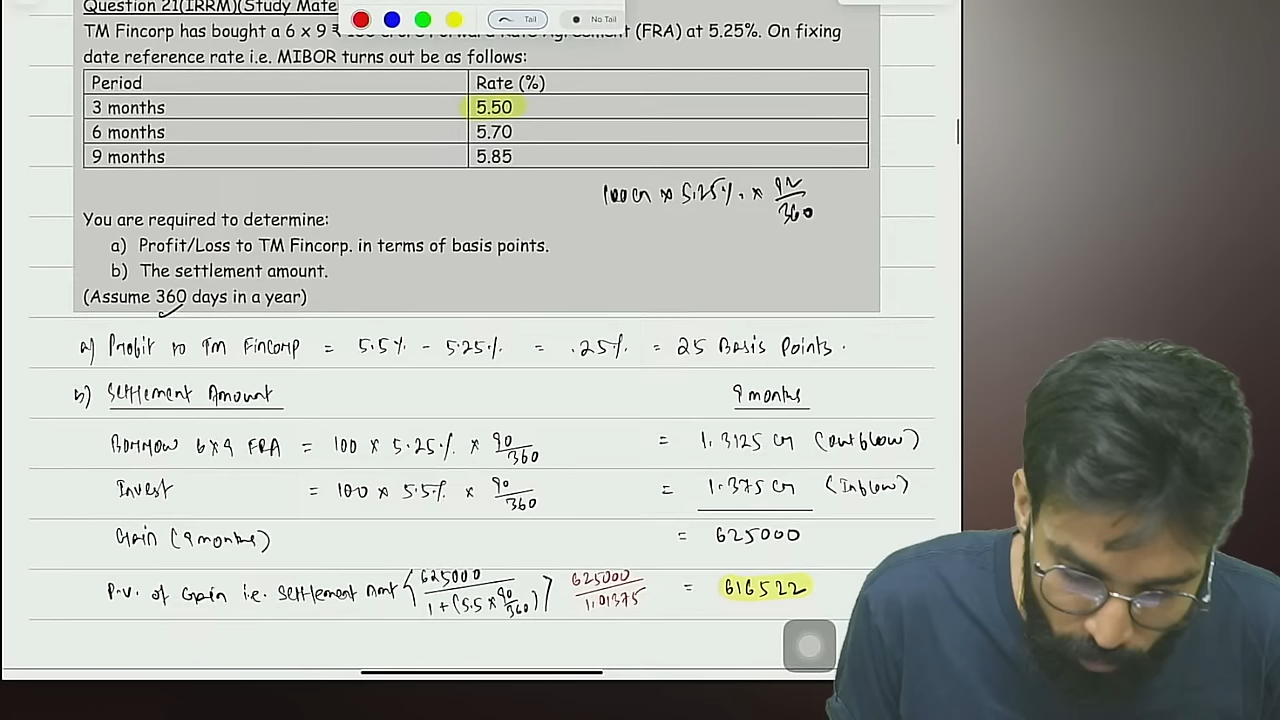 Question 21(IRRM)(Study Mate
Tail
No Tail
TM Fincorp has bought a 6 x 9 ₹ (FRA) at 5.25%. On fixing
date reference rate i.e. MIBOR turns out be as follows:
Period Rate (%)
3 months 5.50
6 months 5.70
9 months 5.85
100 cr x 5.25% x 92/360
You are required to determine:
a) Profit/Loss to TM Fincorp. in terms of basis points.
b) The settlement amount.
(Assume 360 days in a year)
a) Profit to TM Fincorp = 5.5% - 5.25% = .25% = 25 Basis Points.
b) Settlement Amount 9 months
Borrow 6x9 FRA = 100 x 5.25% x 90/360 = 1.3125 cr (outflow)
Invest = 100 x 5.5% x 90/360 = 1.375 cr (Inflow)
Gain (9 months) = 625000
P.v. of Gain i.e. Settlement Amt {625000/1+(5.5 x 90/360)} 625000/1.01375 = 616522